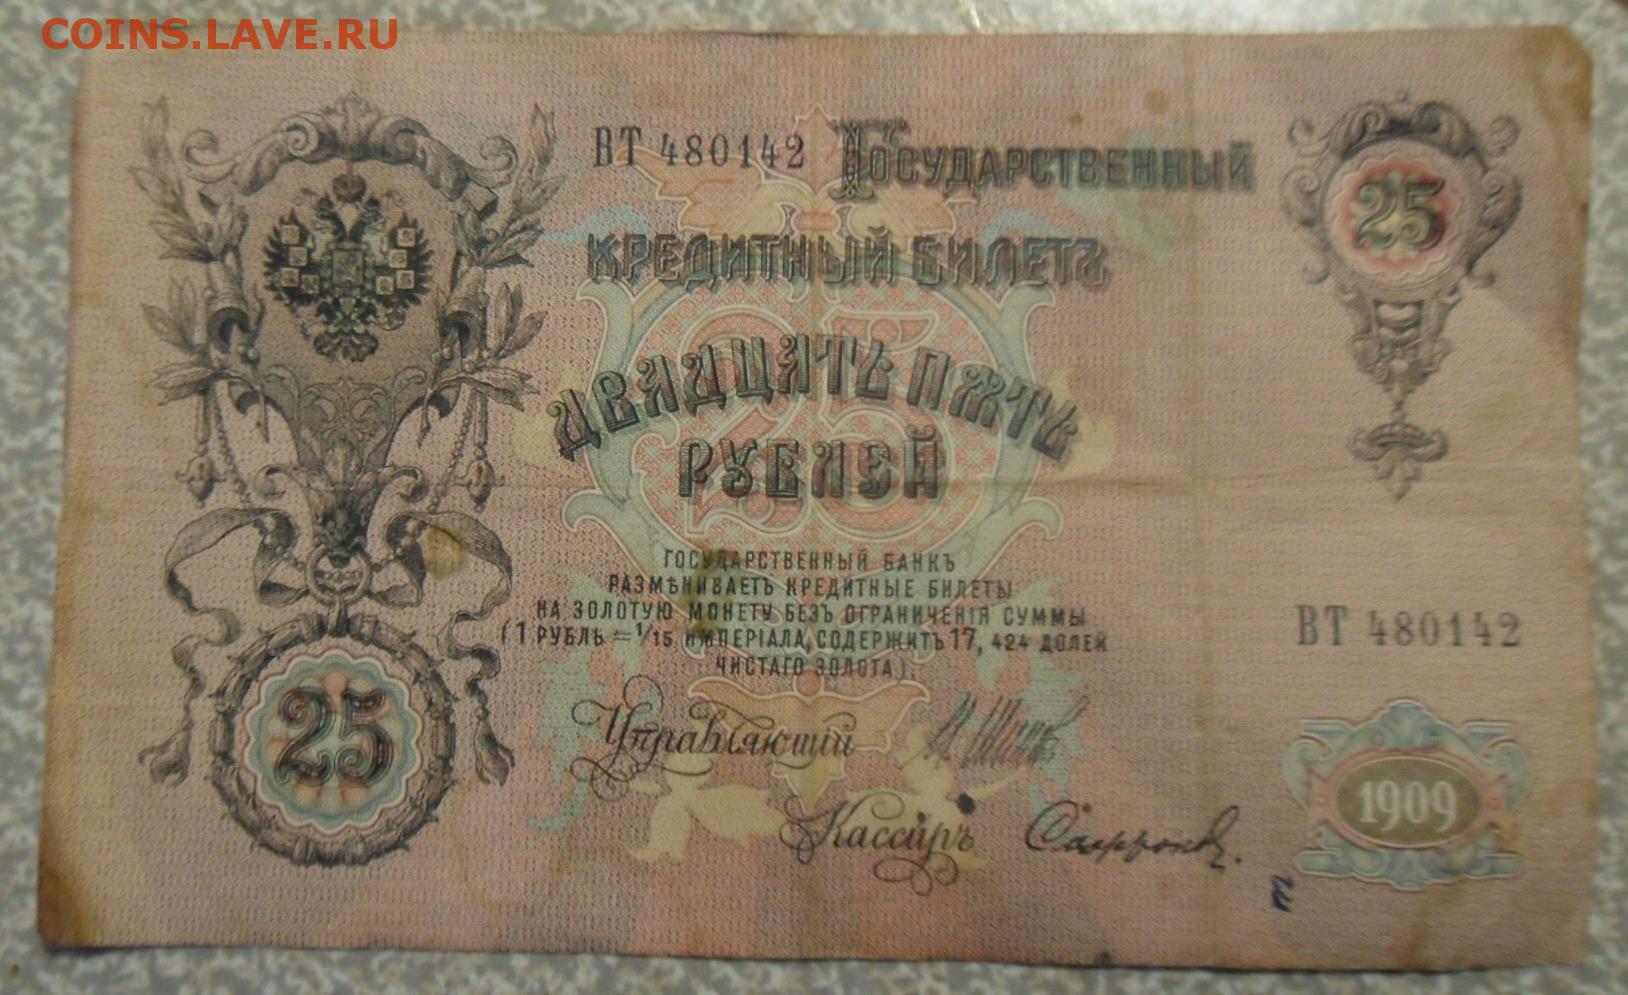 COINS.LAVE.RU
ВТ 480142 Государственный
Кредитный Билетъ
25
Двадцать пять
рублей
25
Государственный Банкъ
размѣниваетъ кредитные билеты
на золотую монету безъ ограниченія суммы
(1 рубль = 1/15 имперіала, содержитъ 17,424 долей
чистаго золота).
ВТ 480142
Управляющій
Кассиръ Сафронов.
25
25
1909